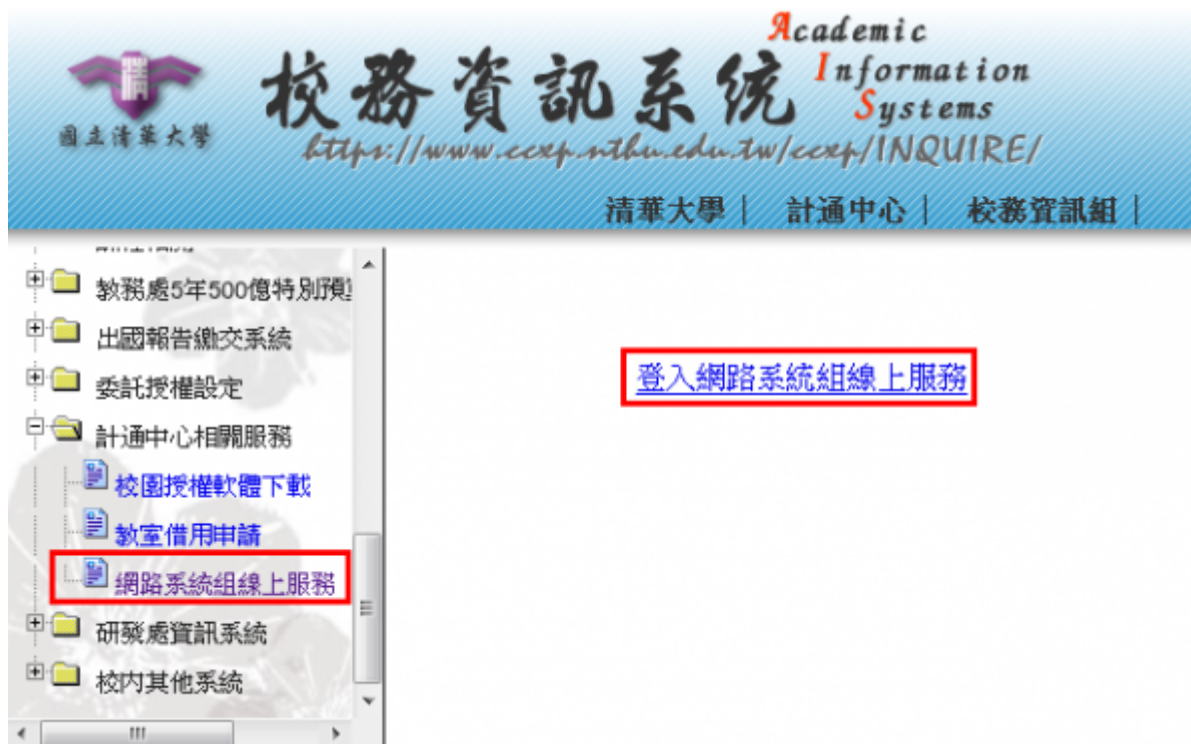 Academic
Information
Systems
校務資訊系統
國立清華大學
https://www.ccxp.nthu.edu.tw/ccxp/INQUIRE/
清華大學│ 計通中心│ 校務資訊組│
教務處5年500億特別預
出國報告繳交系統
委託授權設定
計通中心相關服務
校園授權軟體下載
教室借用申請
網路系統組線上服務
研發處資訊系統
校內其他系統
登入網路系統組線上服務